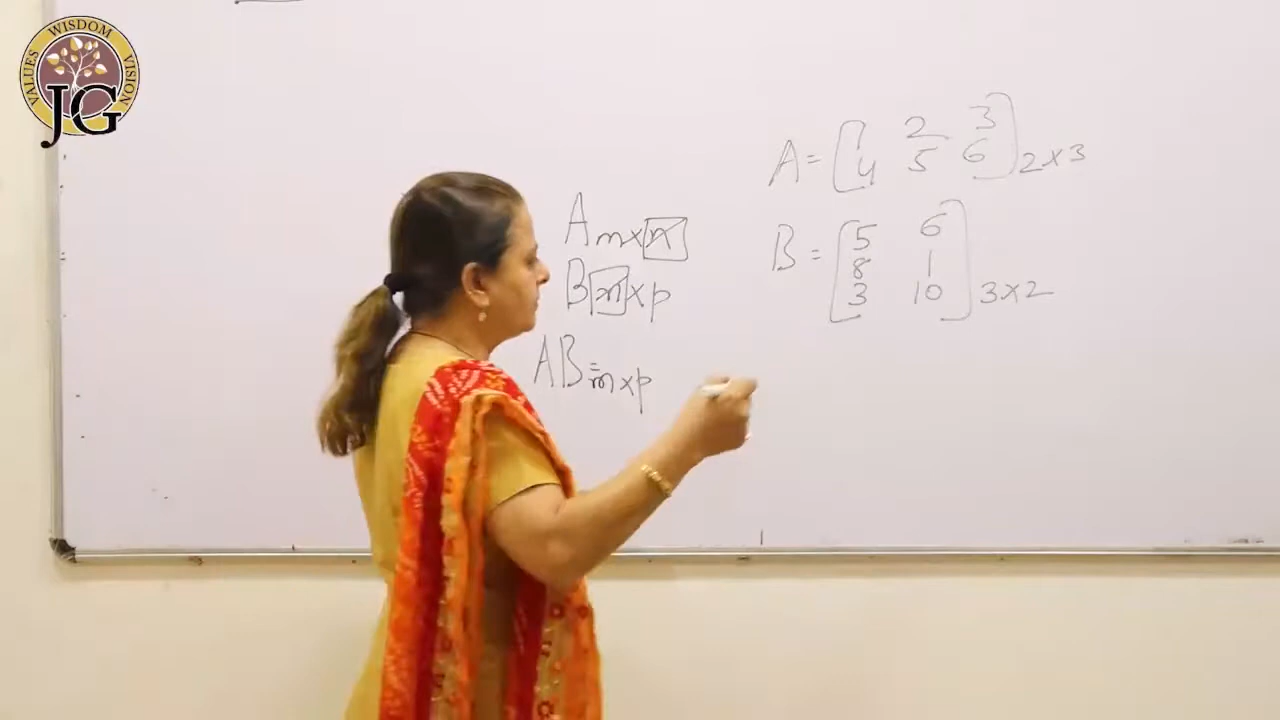 VALUES WISDOM VISION
JG
A m×n
B n×p
AB = m×p
A = [1 2 3
4 5 6] 2×3
B = [5 6
8 1
3 10] 3×2